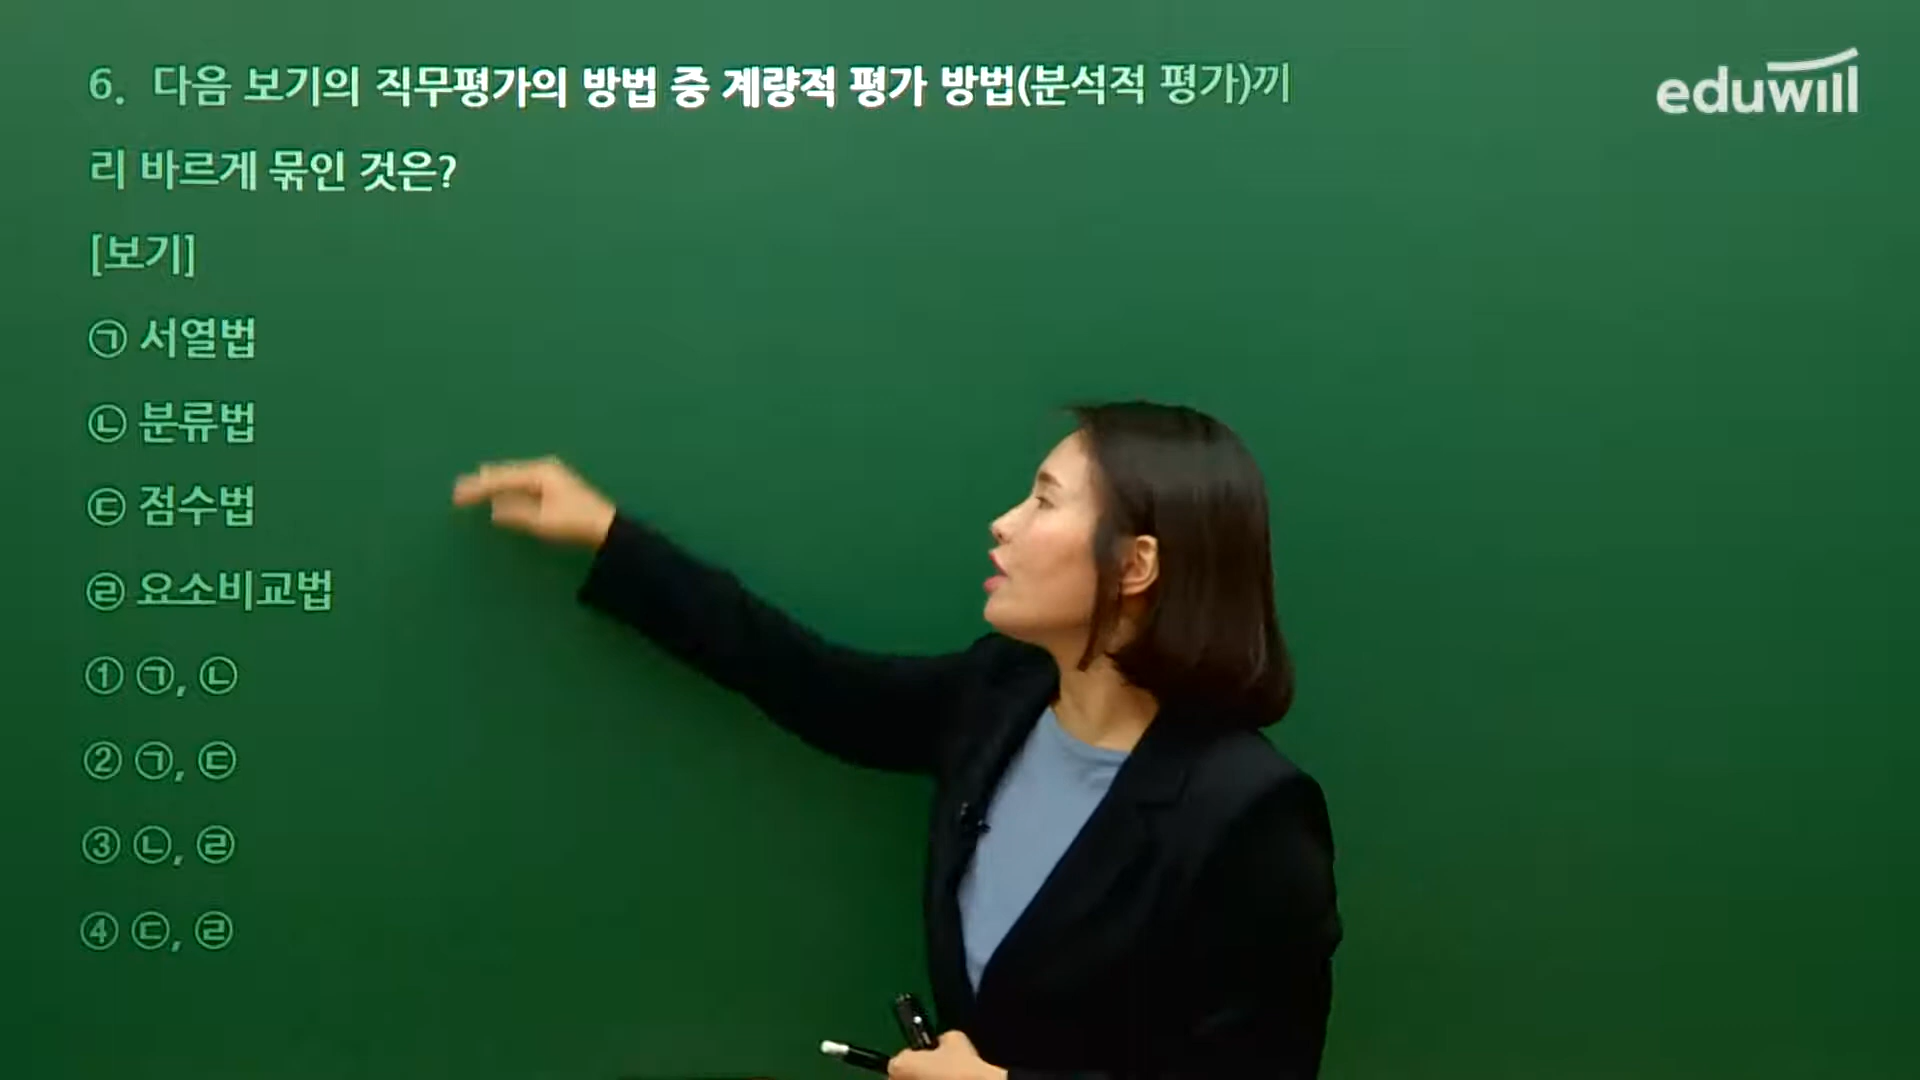 6. 다음 보기의 직무평가의 방법 중 계량적 평가 방법(분석적 평가)끼
리 바르게 묶인 것은?
[보기]
㉠ 서열법
㉡ 분류법
㉢ 점수법
㉣ 요소비교법
① ㉠, ㉡
② ㉠, ㉢
③ ㉡, ㉣
④ ㉢, ㉣
eduwill